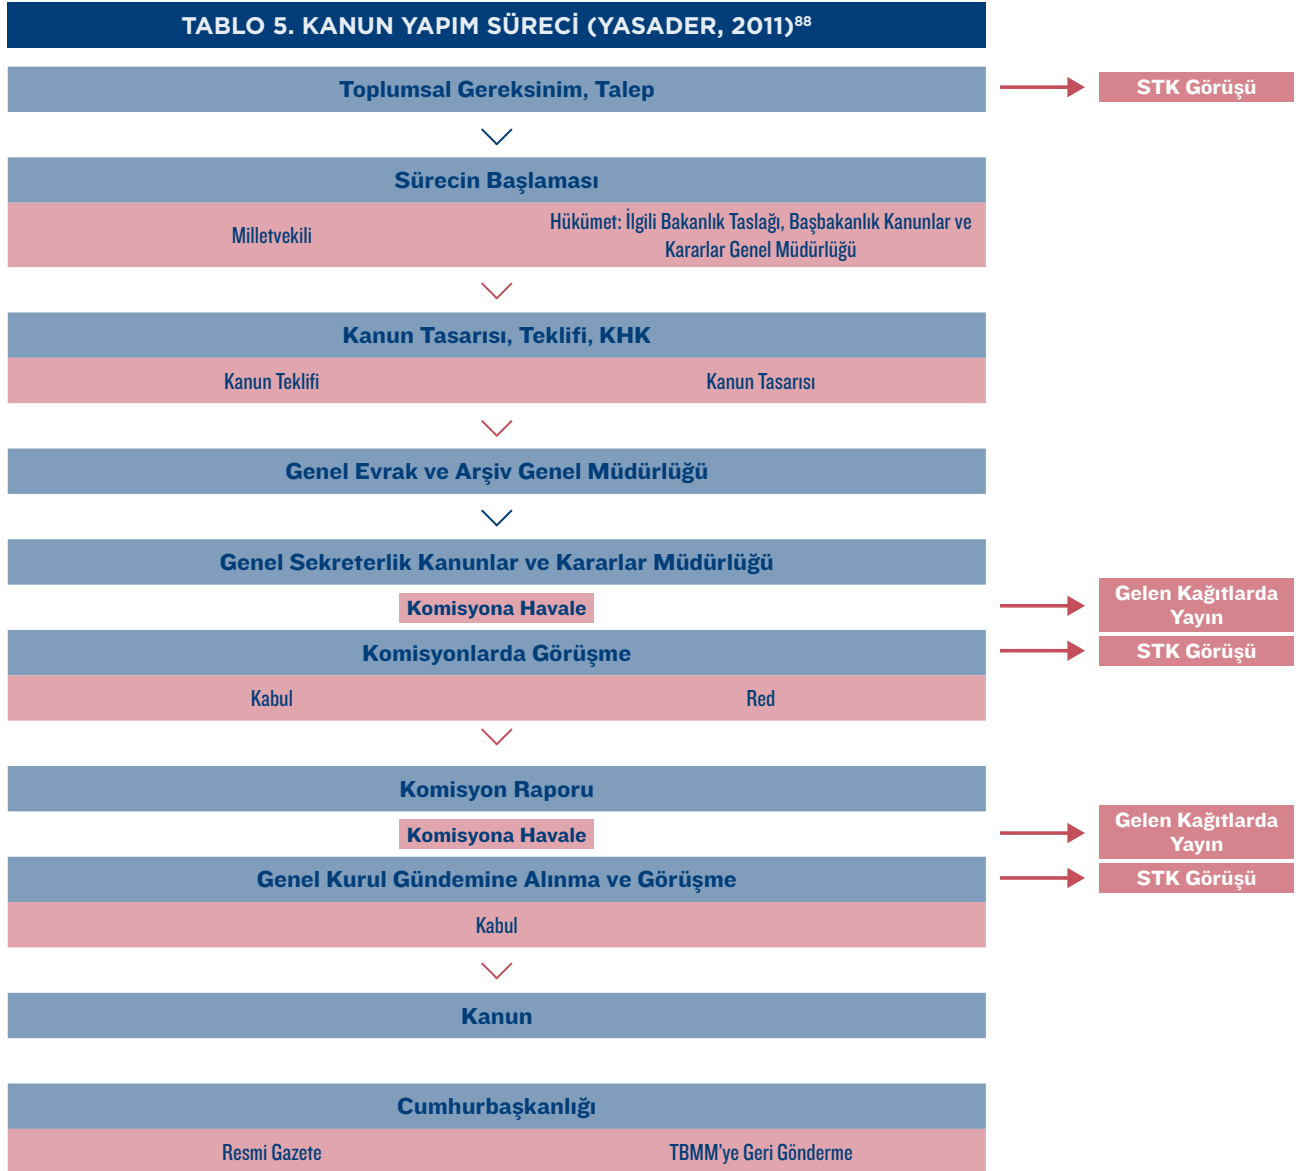 TABLO 5. KANUN YAPIM SÜRECİ (YASADER, 2011)88
Toplumsal Gereksinim, Talep
STK Görüşü
Sürecin Başlaması
Milletvekili
Hükümet: İlgili Bakanlık Taslağı, Başbakanlık Kanunlar ve
Kararlar Genel Müdürlüğü
Kanun Tasarısı, Teklifi, KHK
Kanun Teklifi
Kanun Tasarısı
Genel Evrak ve Arşiv Genel Müdürlüğü
Genel Sekreterlik Kanunlar ve Kararlar Müdürlüğü
Komisyona Havale
Gelen Kağıtlarda
Yayın
Komisyonlarda Görüşme
STK Görüşü
Kabul
Red
Komisyon Raporu
Komisyona Havale
Gelen Kağıtlarda
Yayın
Genel Kurul Gündemine Alınma ve Görüşme
STK Görüşü
Kabul
Kanun
Cumhurbaşkanlığı
Resmi Gazete
TBMM’ye Geri Gönderme